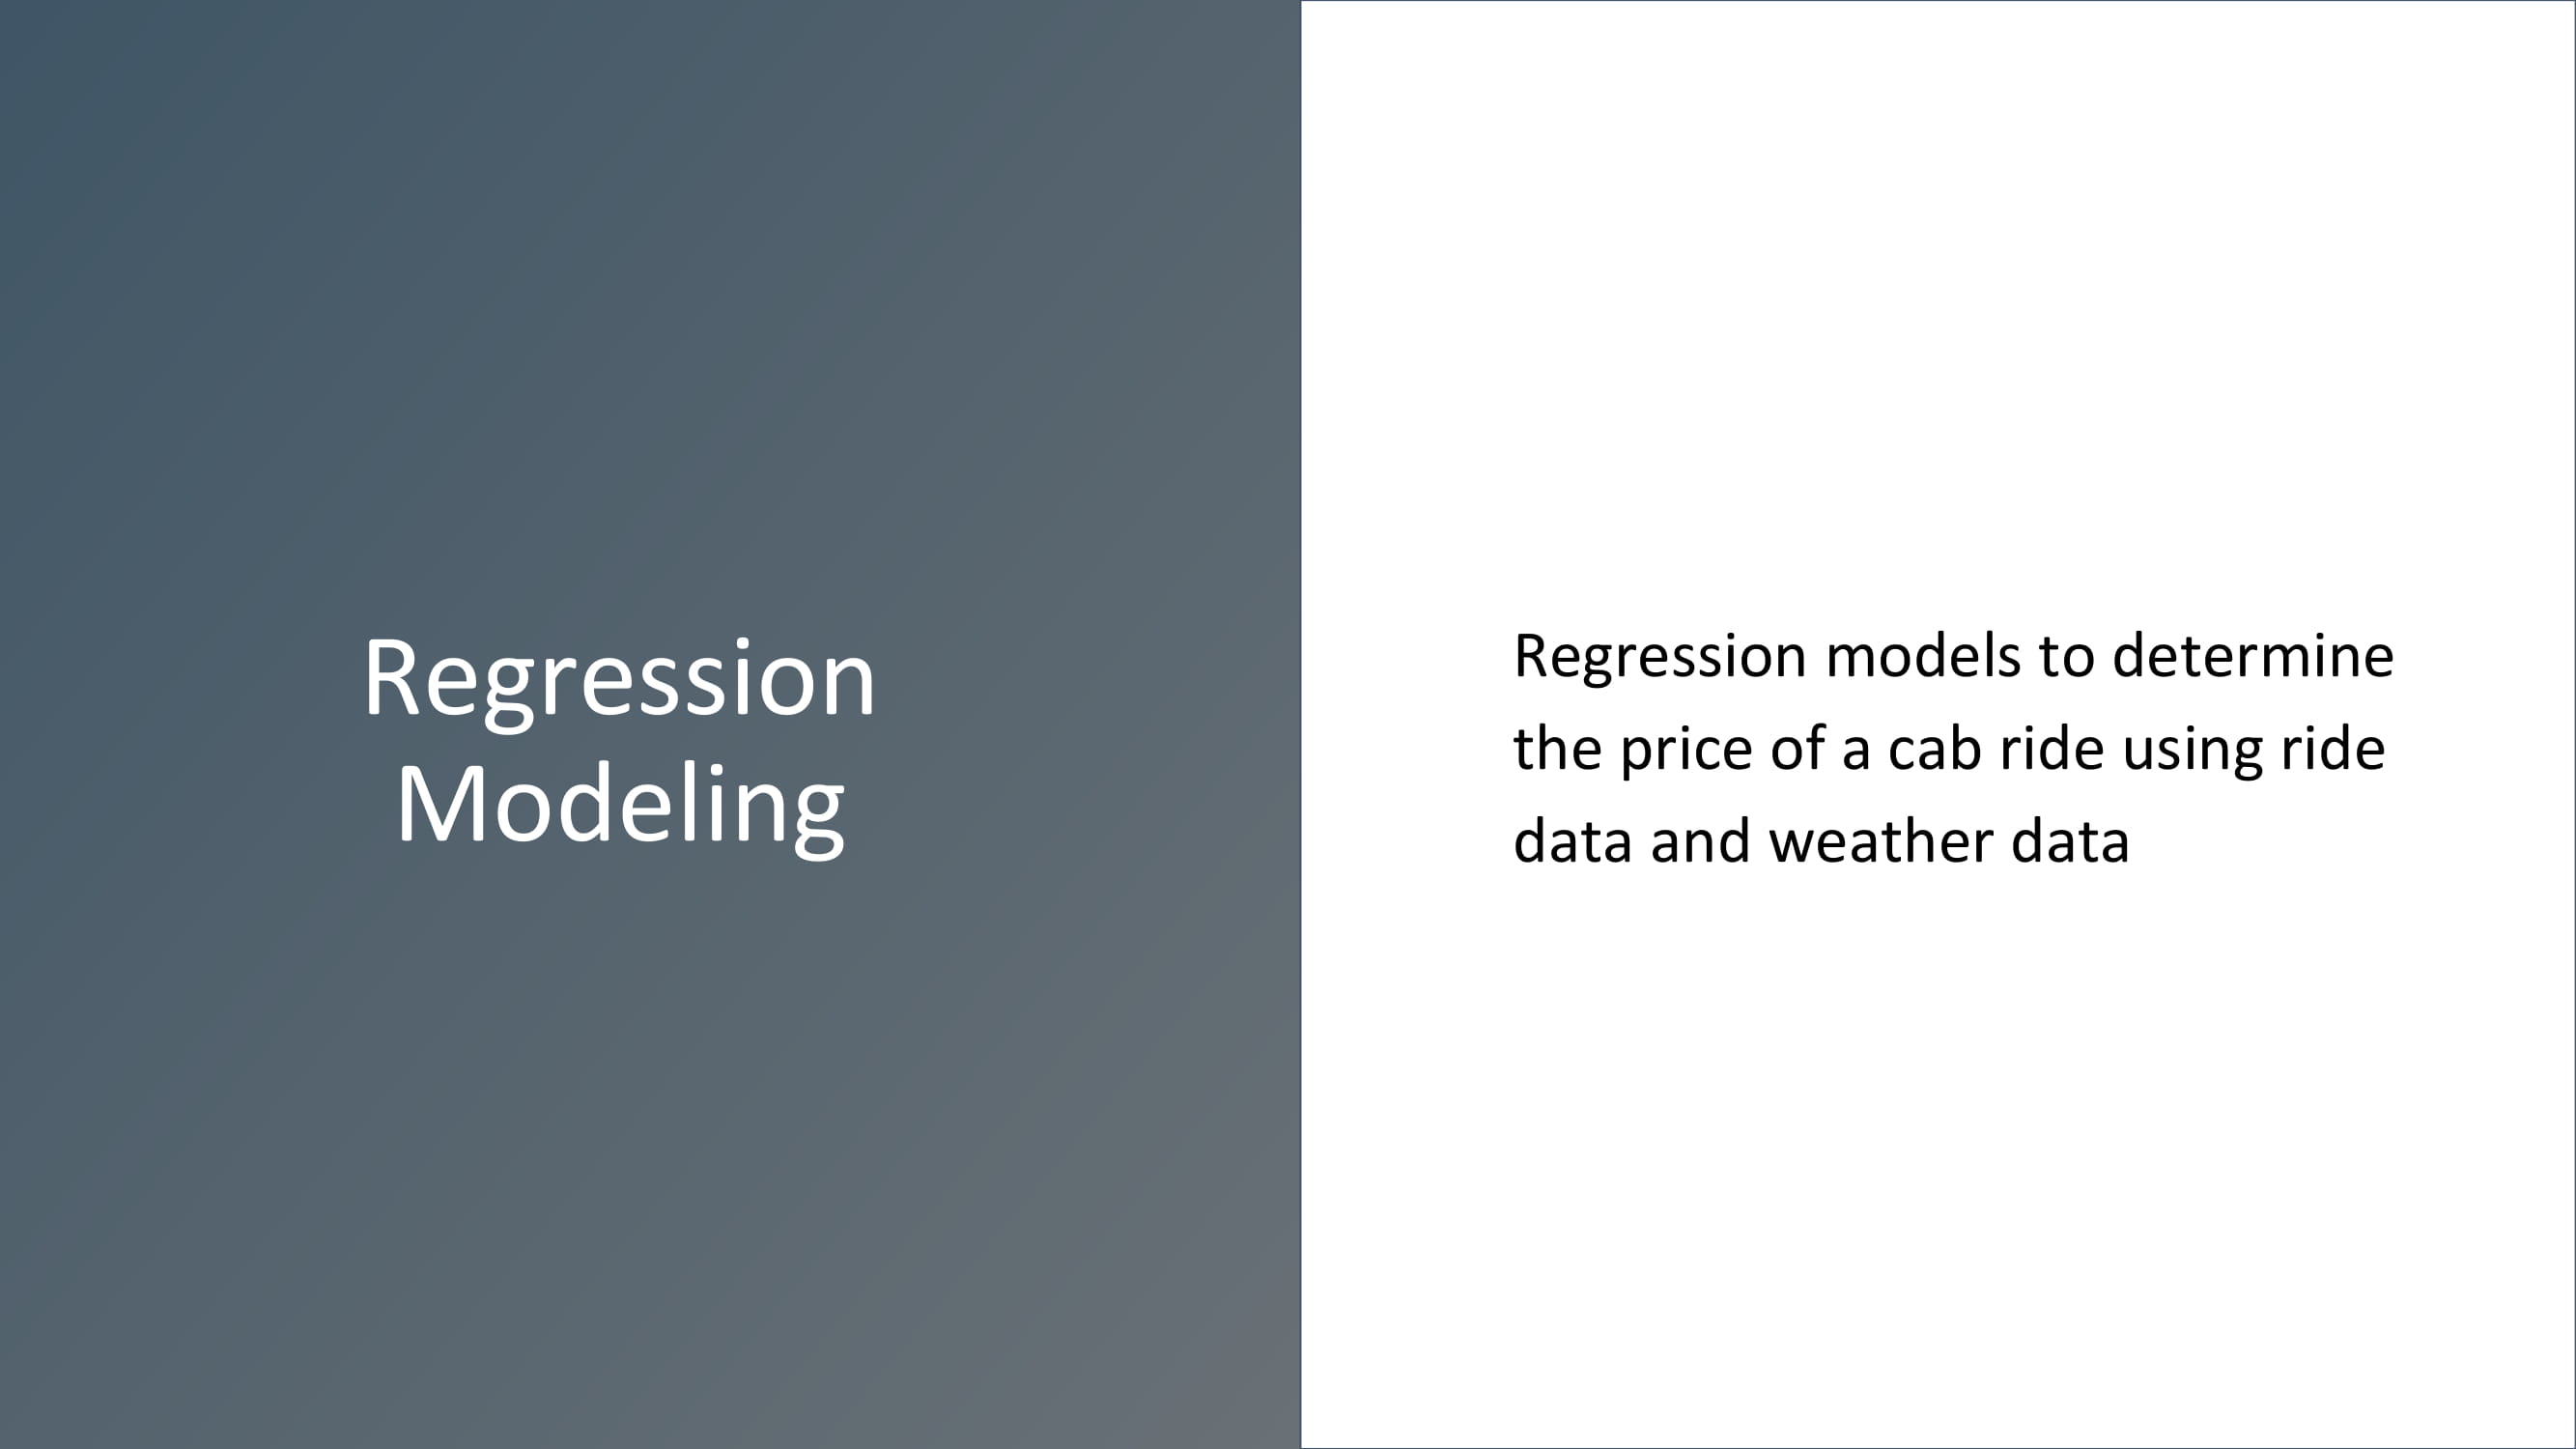 Regression
Modeling
Regression models to determine
the price of a cab ride using ride
data and weather data